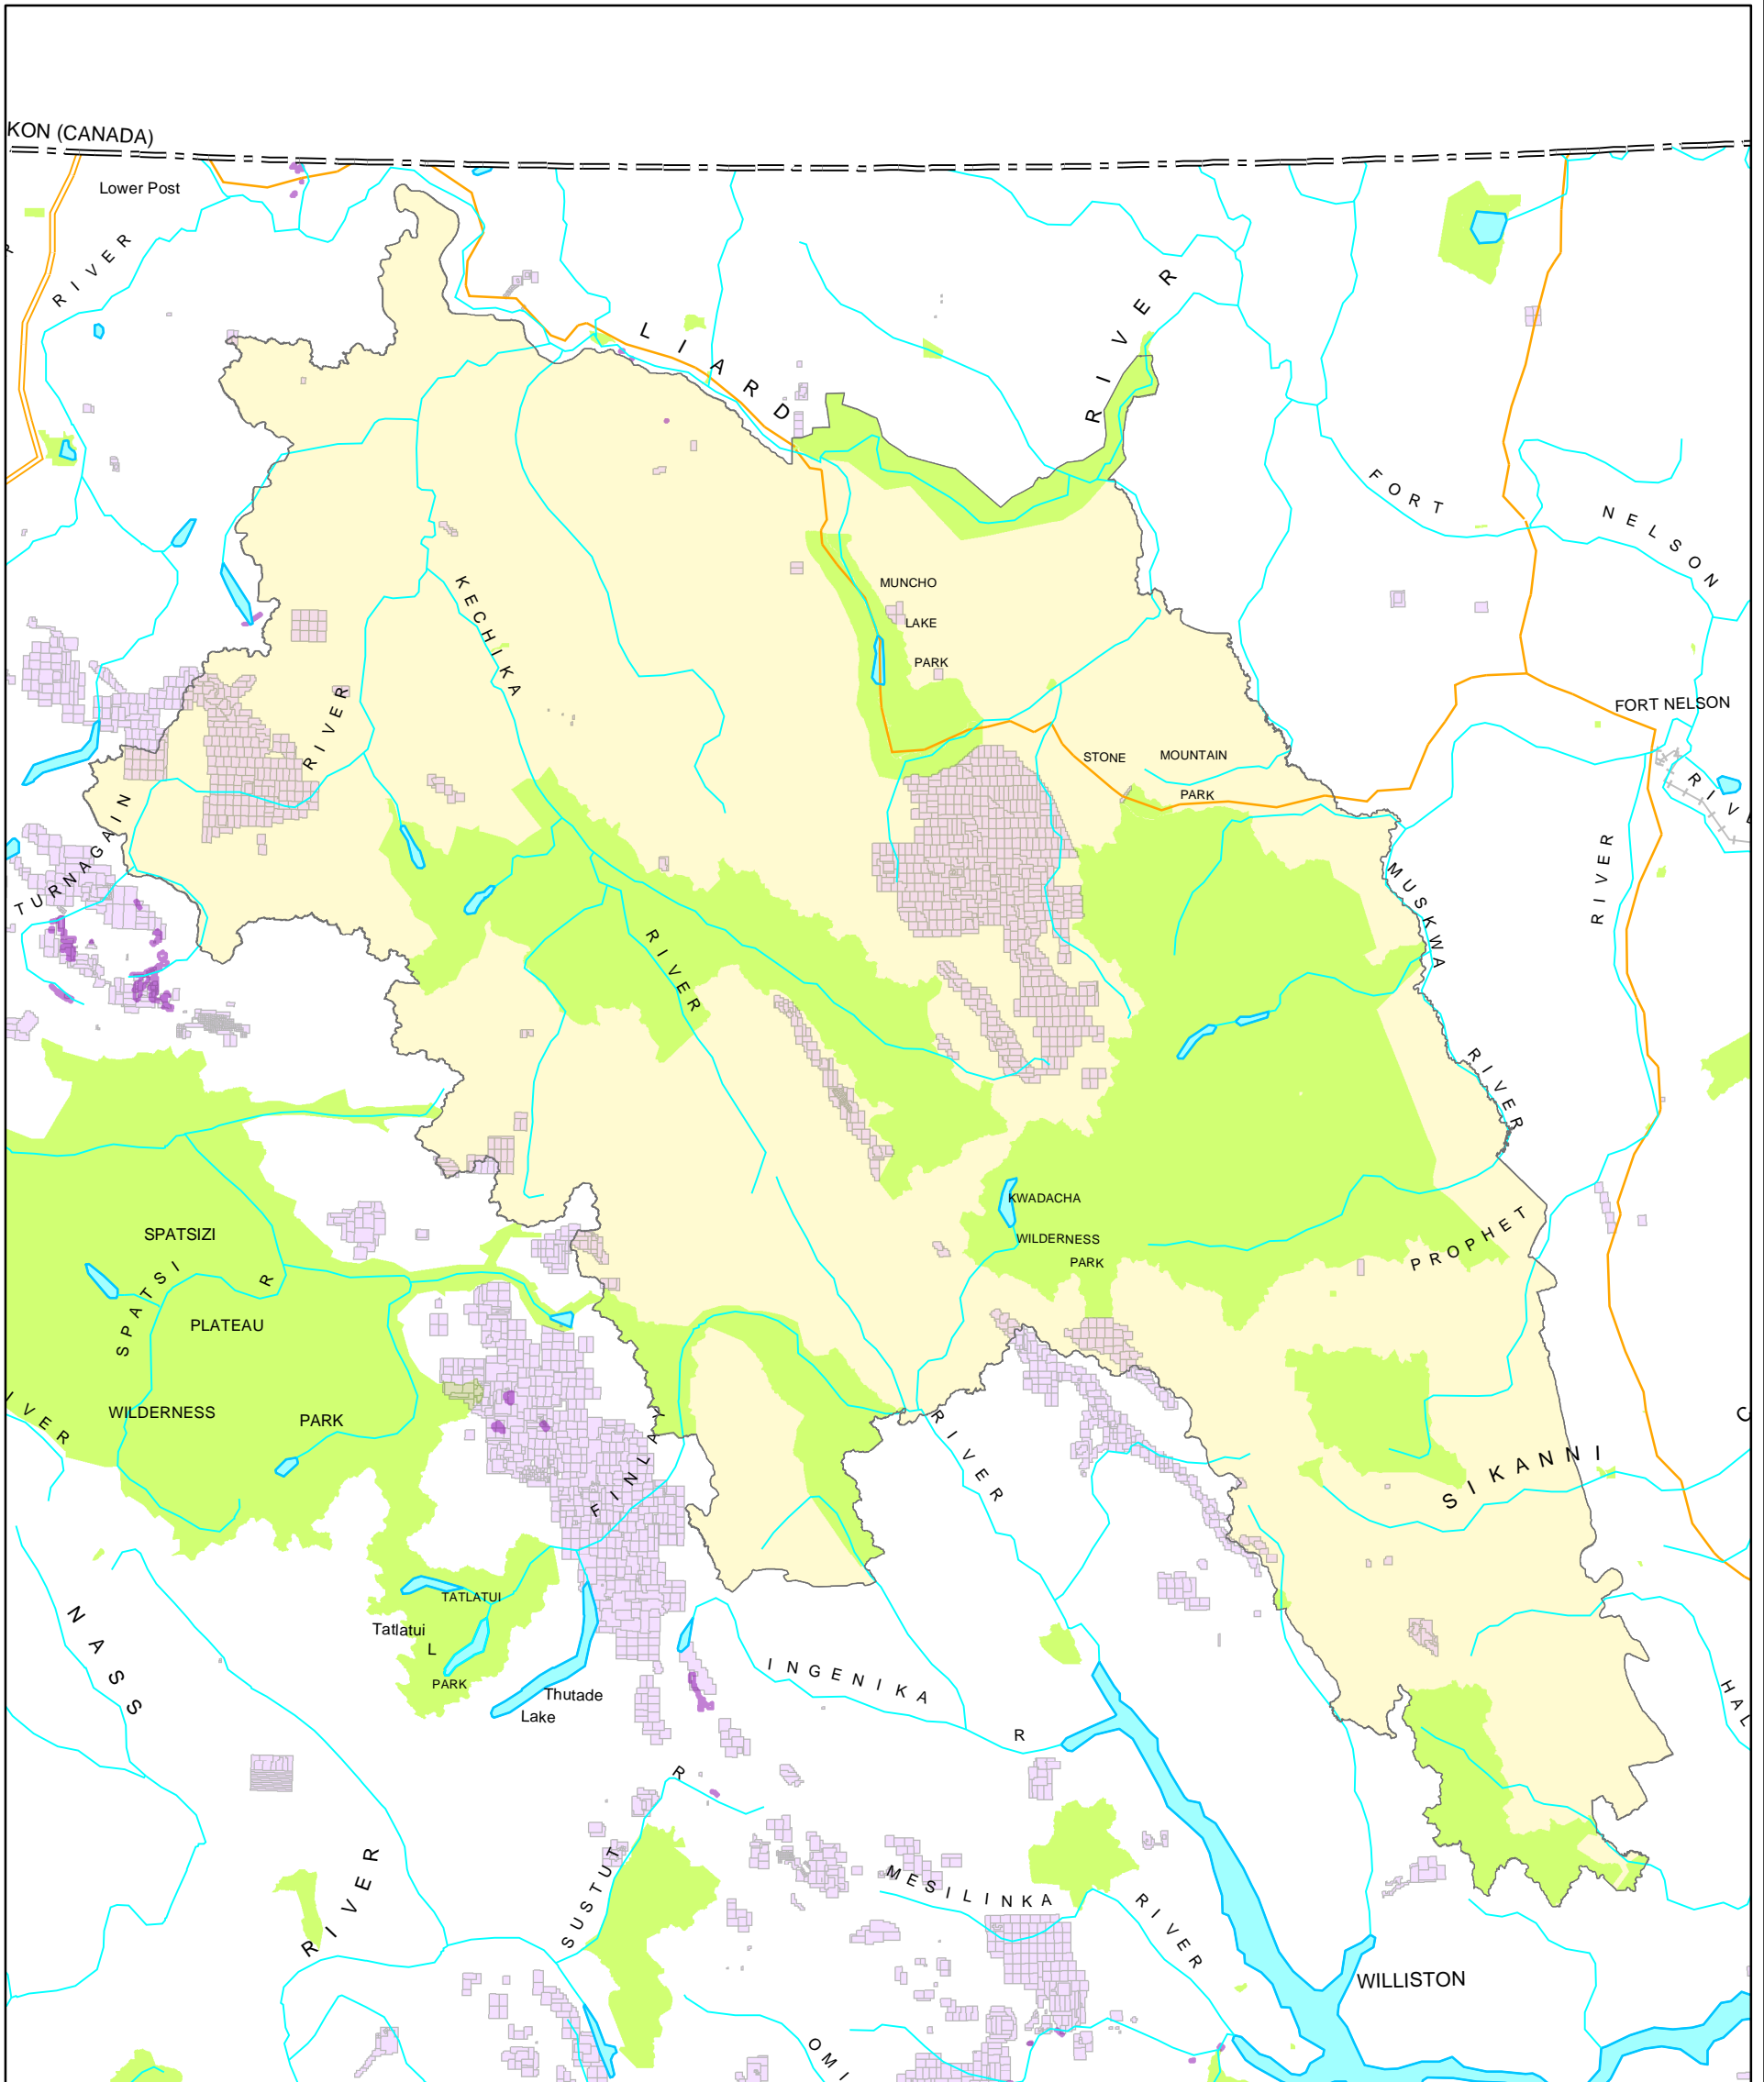 KON (CANADA)
Lower Post
RIVER
LIARD
RIVER
FORT
NELSON
KECHIKA
MUNCHO
LAKE
PARK
RIVER
FORT NELSON
STONE MOUNTAIN
PARK
RIVE
TURNAGAIN
RIVER
MUSKWA
RIVER
RIVER
KWADACHA
WILDERNESS
PARK
PROPHET
SPATSIZI
SPATSI
R
PLATEAU
WILDERNESS PARK
IVER
FINLAY
RIVER
SIKANNI
C
TATLATUI
Tatlatui
L
PARK
Thutade
Lake
NASS
INGENIKA
R
HAL
R
RIVER
SUSTUT
MESILINKA
RIVER
WILLISTON
OMI